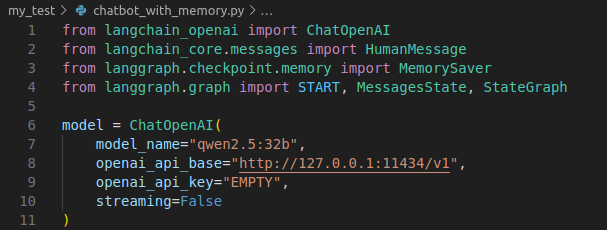 my_test > chatbot_with_memory.py > ...
1 from langchain_openai import ChatOpenAI
2 from langchain_core.messages import HumanMessage
3 from langgraph.checkpoint.memory import MemorySaver
4 from langgraph.graph import START, MessagesState, StateGraph
5
6 model = ChatOpenAI(
7     model_name="qwen2.5:32b",
8     openai_api_base="http://127.0.0.1:11434/v1",
9     openai_api_key="EMPTY",
10     streaming=False
11 )